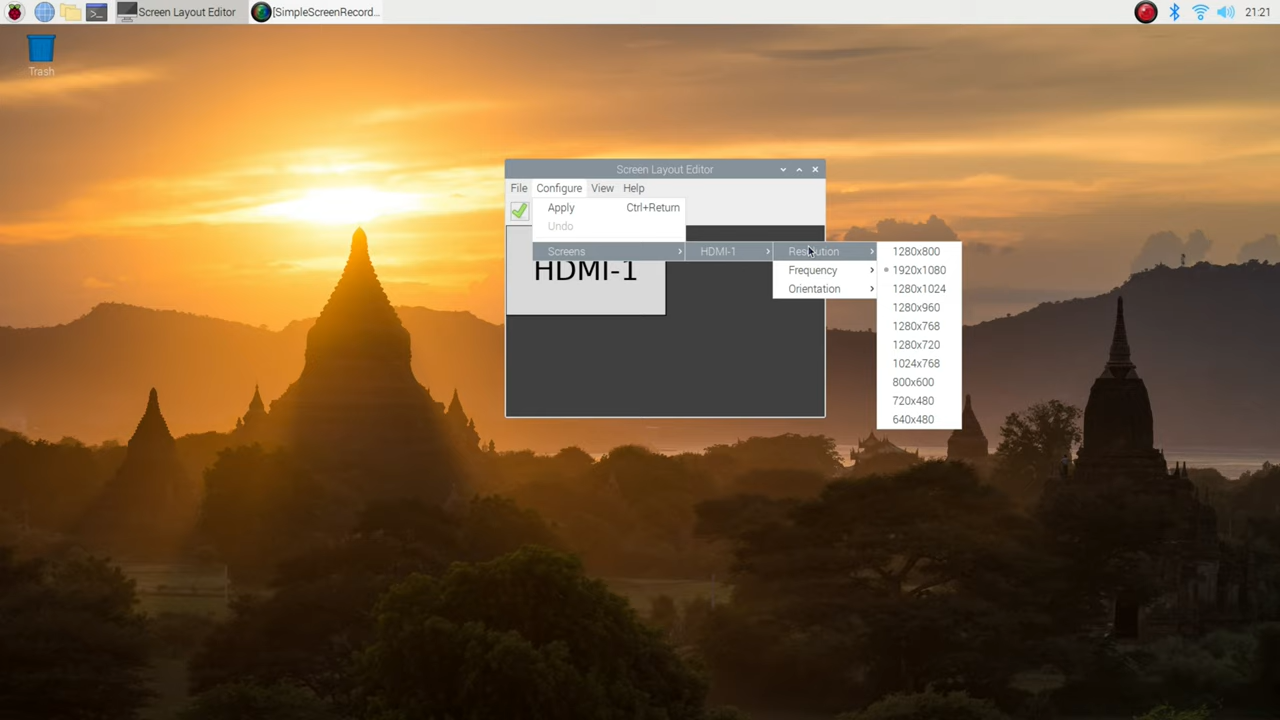 Screen Layout Editor
[SimpleScreenRecord...
21:21
Trash
Screen Layout Editor
File Configure View Help
Apply Ctrl+Return
Undo
Screens
HDMI-1
Resolution
Frequency
Orientation
1280x800
1920x1080
1280x1024
1280x960
1280x768
1280x720
1024x768
800x600
720x480
640x480
HDMI-1